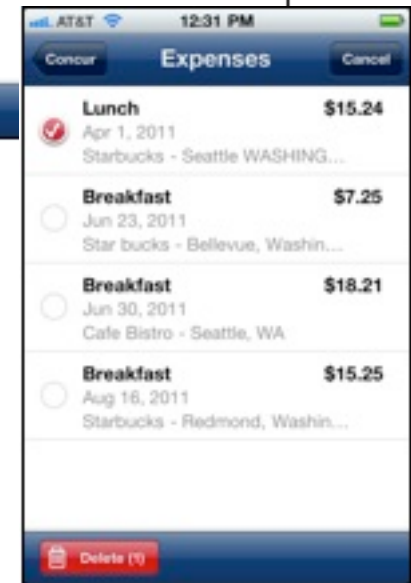 AT&T 12:31 PM
Concur Expenses Cancel
Lunch $15.24
Apr 1, 2011
Starbucks - Seattle WASHING...
Breakfast $7.25
Jun 23, 2011
Star bucks - Bellevue, Washin...
Breakfast $18.21
Jun 30, 2011
Cafe Bistro - Seattle, WA
Breakfast $15.25
Aug 16, 2011
Starbucks - Redmond, Washin...
Delete (1)